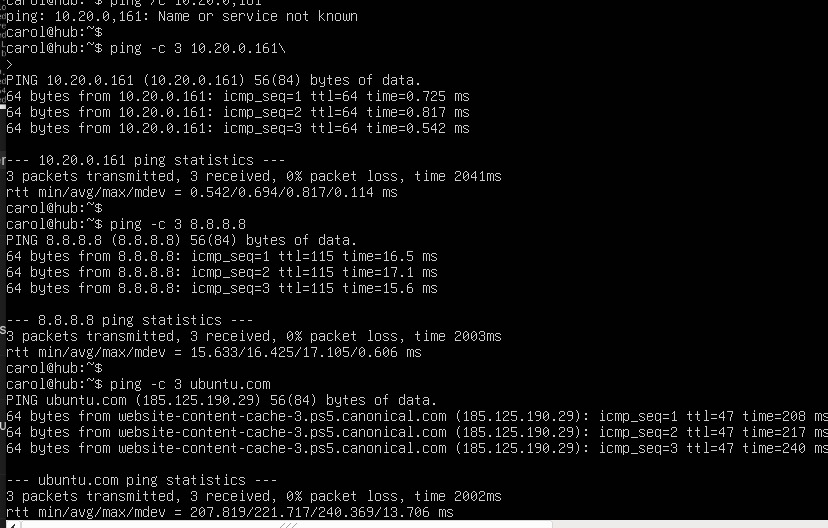 carol@hub:~$ ping /c 10.20.0,161
ping: 10.20.0,161: Name or service not known
carol@hub:~$
carol@hub:~$ ping -c 3 10.20.0.161\
>
PING 10.20.0.161 (10.20.0.161) 56(84) bytes of data.
64 bytes from 10.20.0.161: icmp_seq=1 ttl=64 time=0.725 ms
64 bytes from 10.20.0.161: icmp_seq=2 ttl=64 time=0.817 ms
64 bytes from 10.20.0.161: icmp_seq=3 ttl=64 time=0.542 ms
--- 10.20.0.161 ping statistics ---
3 packets transmitted, 3 received, 0% packet loss, time 2041ms
rtt min/avg/max/mdev = 0.542/0.694/0.817/0.114 ms
carol@hub:~$
carol@hub:~$ ping -c 3 8.8.8.8
PING 8.8.8.8 (8.8.8.8) 56(84) bytes of data.
64 bytes from 8.8.8.8: icmp_seq=1 ttl=115 time=16.5 ms
64 bytes from 8.8.8.8: icmp_seq=2 ttl=115 time=17.1 ms
64 bytes from 8.8.8.8: icmp_seq=3 ttl=115 time=15.6 ms
--- 8.8.8.8 ping statistics ---
3 packets transmitted, 3 received, 0% packet loss, time 2003ms
rtt min/avg/max/mdev = 15.633/16.425/17.105/0.606 ms
carol@hub:~$
carol@hub:~$ ping -c 3 ubuntu.com
PING ubuntu.com (185.125.190.29) 56(84) bytes of data.
64 bytes from website-content-cache-3.ps5.canonical.com (185.125.190.29): icmp_seq=1 ttl=47 time=208 ms
64 bytes from website-content-cache-3.ps5.canonical.com (185.125.190.29): icmp_seq=2 ttl=47 time=217 ms
64 bytes from website-content-cache-3.ps5.canonical.com (185.125.190.29): icmp_seq=3 ttl=47 time=240 ms
--- ubuntu.com ping statistics ---
3 packets transmitted, 3 received, 0% packet loss, time 2002ms
rtt min/avg/max/mdev = 207.819/221.717/240.369/13.706 ms